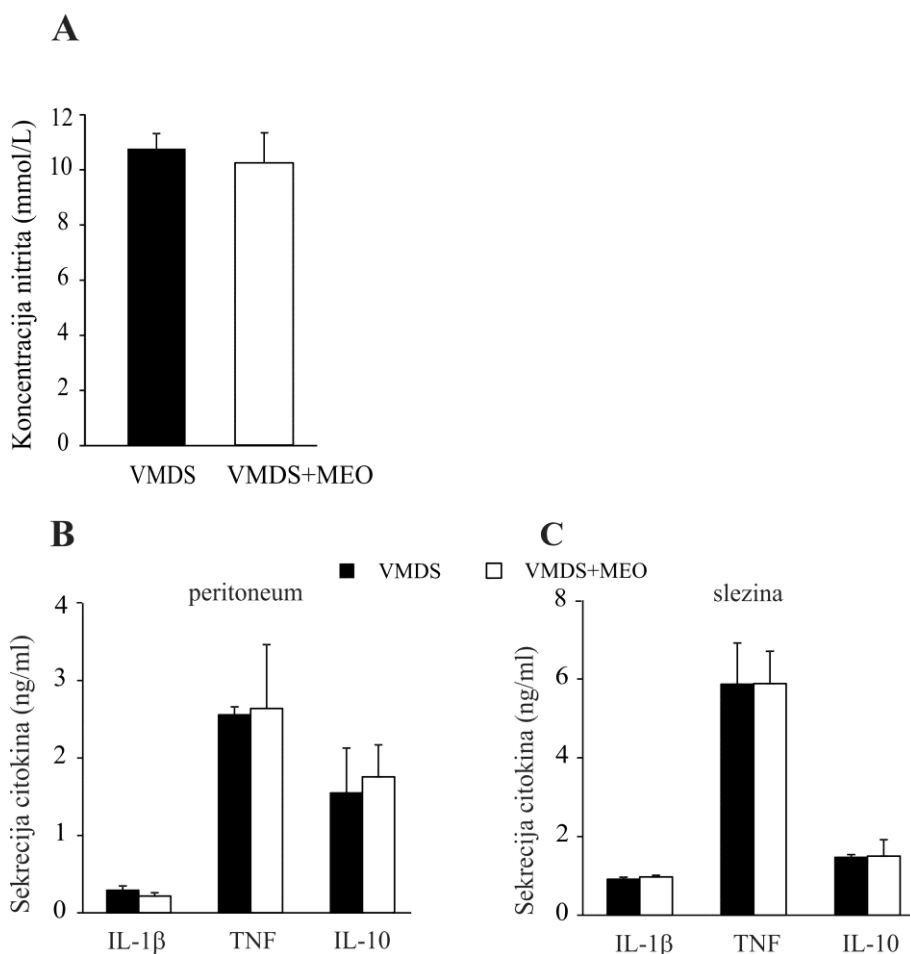 A
Koncentracija nitrita (mmol/L)
12
10
8
6
4
2
0
VMDS
VMDS+MEO
B
C
VMDS
VMDS+MEO
peritoneum
Sekrecija citokina (ng/ml)
4
3
2
1
0
IL-1β
TNF
IL-10
slezina
Sekrecija citokina (ng/ml)
8
6
4
2
0
IL-1β
TNF
IL-10